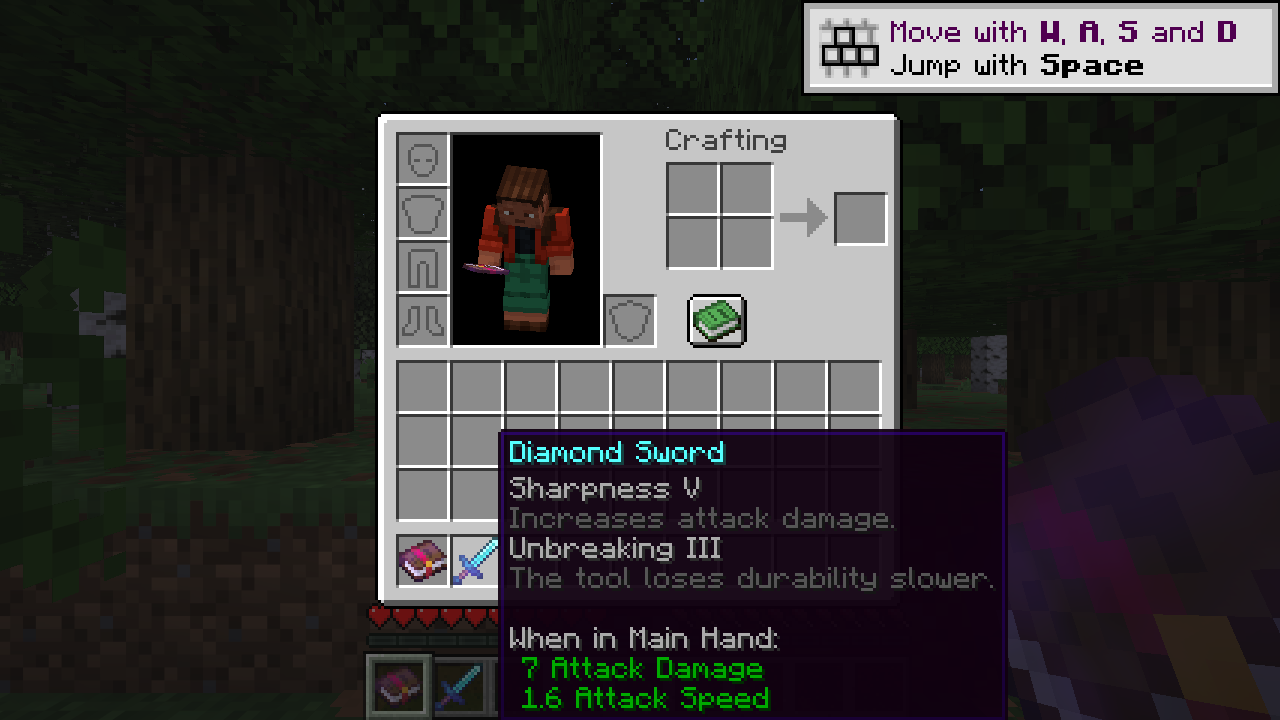 Move with W, A, S and D
Jump with Space
Crafting
Diamond Sword
Sharpness V
Increases attack damage.
Unbreaking III
The tool loses durability slower.
When in Main Hand:
7 Attack Damage
1.6 Attack Speed